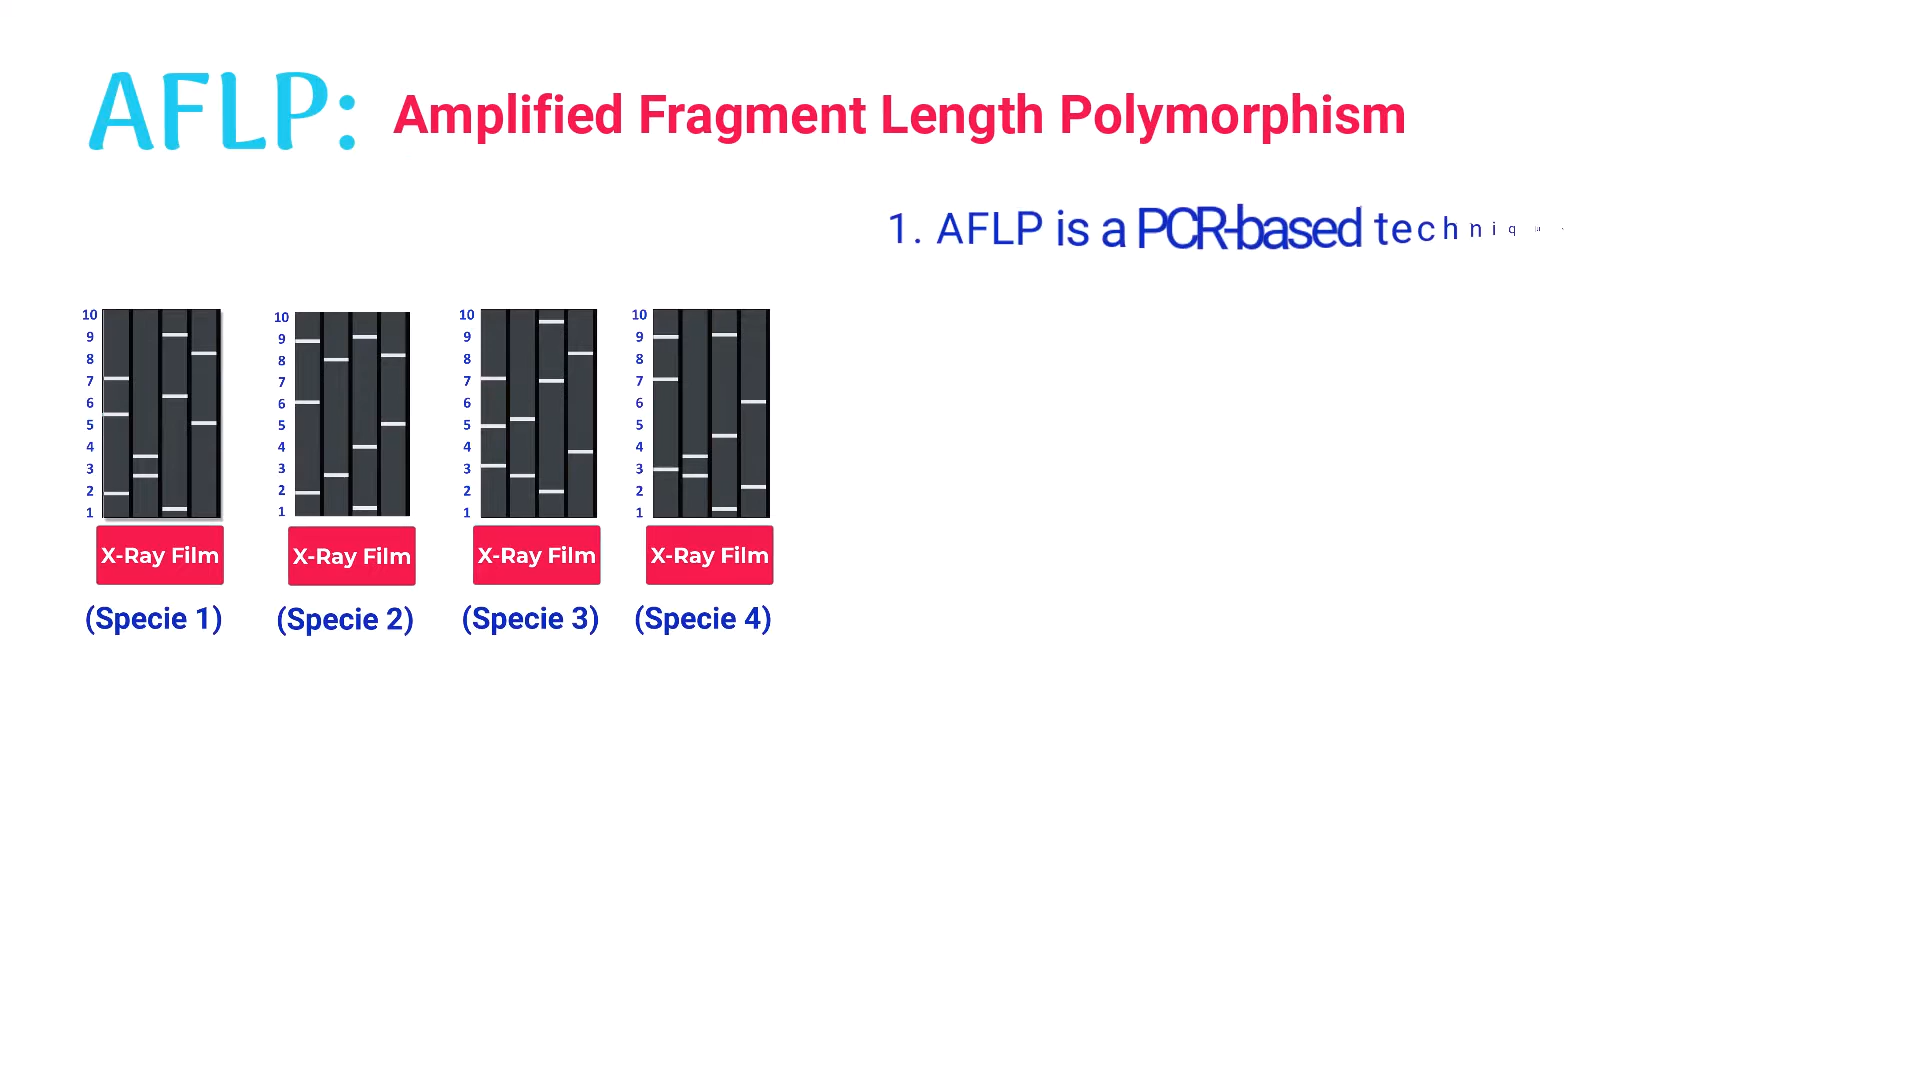 AFLP: Amplified Fragment Length Polymorphism
1. AFLP is a PCR-based techniqu
10 10 10 10
9 9 9 9
8 8 8 8
7 7 7 7
6 6 6 6
5 5 5 5
4 4 4 4
3 3 3 3
2 2 2 2
1 1 1 1
X-Ray Film X-Ray Film X-Ray Film X-Ray Film
(Specie 1) (Specie 2) (Specie 3) (Specie 4)